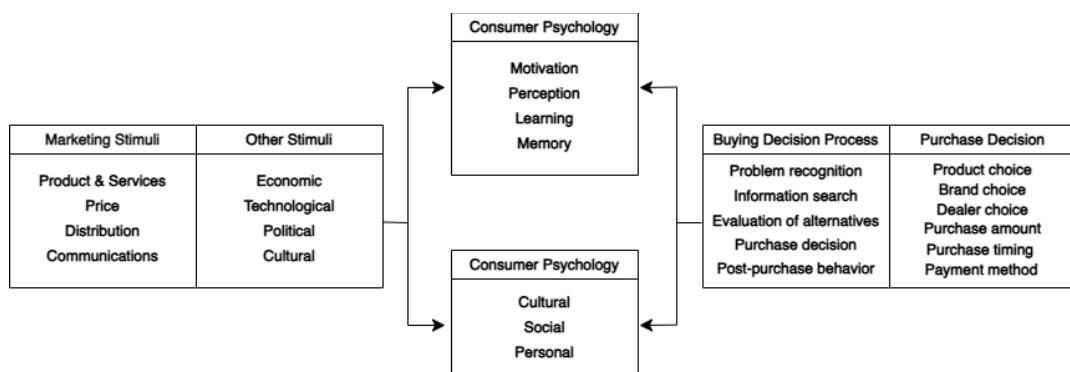 Consumer Psychology
Motivation
Perception
Learning
Memory
Marketing Stimuli
Product & Services
Price
Distribution
Communications
Other Stimuli
Economic
Technological
Political
Cultural
Consumer Psychology
Cultural
Social
Personal
Buying Decision Process
Problem recognition
Information search
Evaluation of alternatives
Purchase decision
Post-purchase behavior
Purchase Decision
Product choice
Brand choice
Dealer choice
Purchase amount
Purchase timing
Payment method